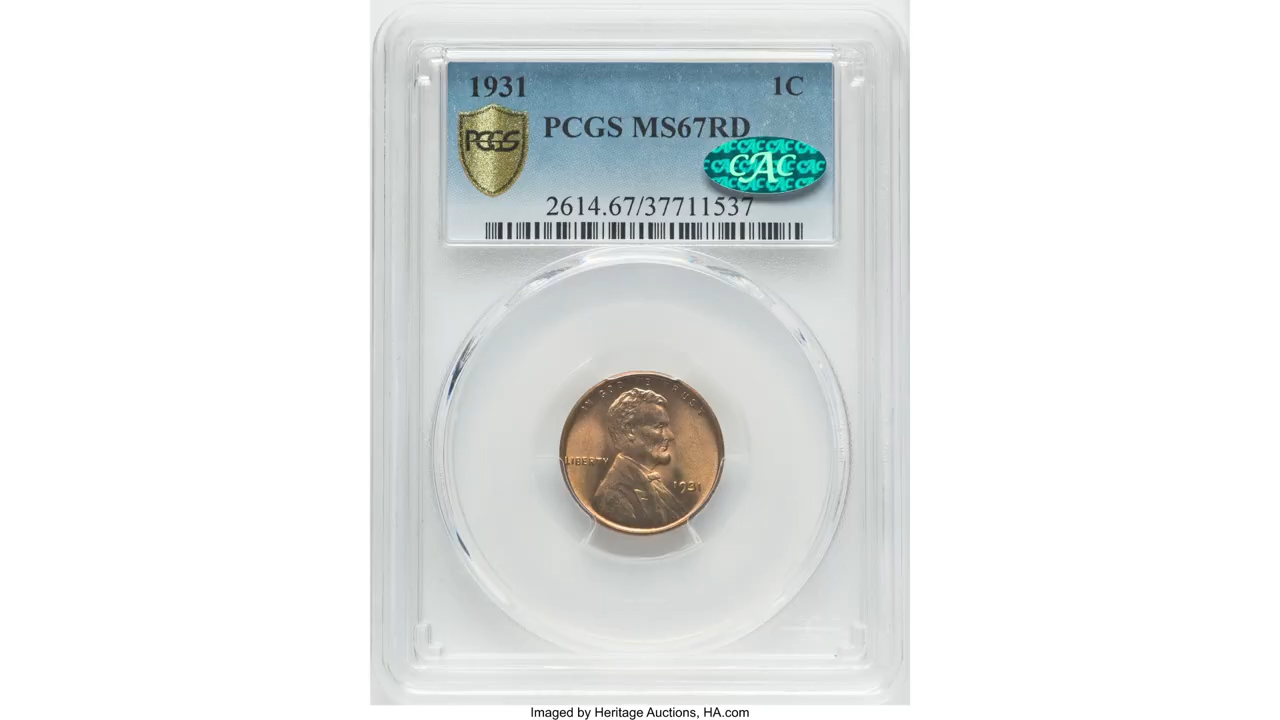 1931 1C
PCGS
PCGS MS67RD
CAC
2614.67/37711537
IN GOD WE TRUST
LIBERTY
1931
Imaged by Heritage Auctions, HA.com